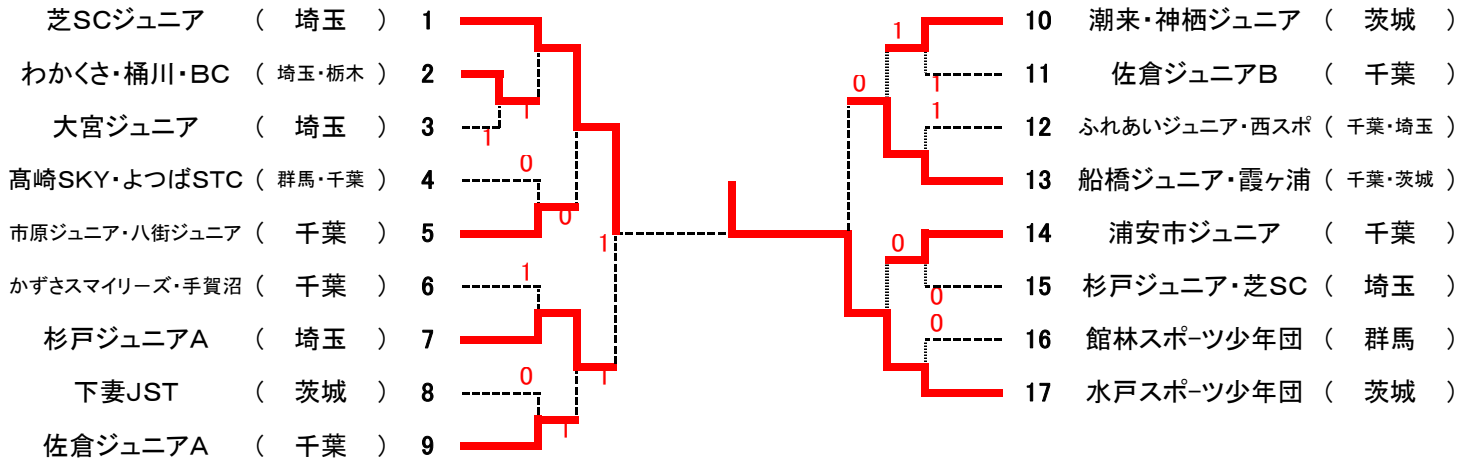 芝SCジュニア ( 埼玉 ) 1
わかくさ・桶川・BC ( 埼玉・栃木 ) 2
大宮ジュニア ( 埼玉 ) 3
髙崎SKY・よつばSTC ( 群馬・千葉 ) 4
市原ジュニア・八街ジュニア ( 千葉 ) 5
かずさスマイリーズ・手賀沼 ( 千葉 ) 6
杉戸ジュニアA ( 埼玉 ) 7
下妻JST ( 茨城 ) 8
佐倉ジュニアA ( 千葉 ) 9
1
1
0
0
1
1
0
1
1
10 潮来・神栖ジュニア ( 茨城 )
11 佐倉ジュニアB ( 千葉 )
12 ふれあいジュニア・西スポ ( 千葉・埼玉 )
13 船橋ジュニア・霞ヶ浦 ( 千葉・茨城 )
14 浦安市ジュニア ( 千葉 )
15 杉戸ジュニア・芝SC ( 埼玉 )
16 館林スポーツ少年団 ( 群馬 )
17 水戸スポーツ少年団 ( 茨城 )
1
0
1
1
0
0
0